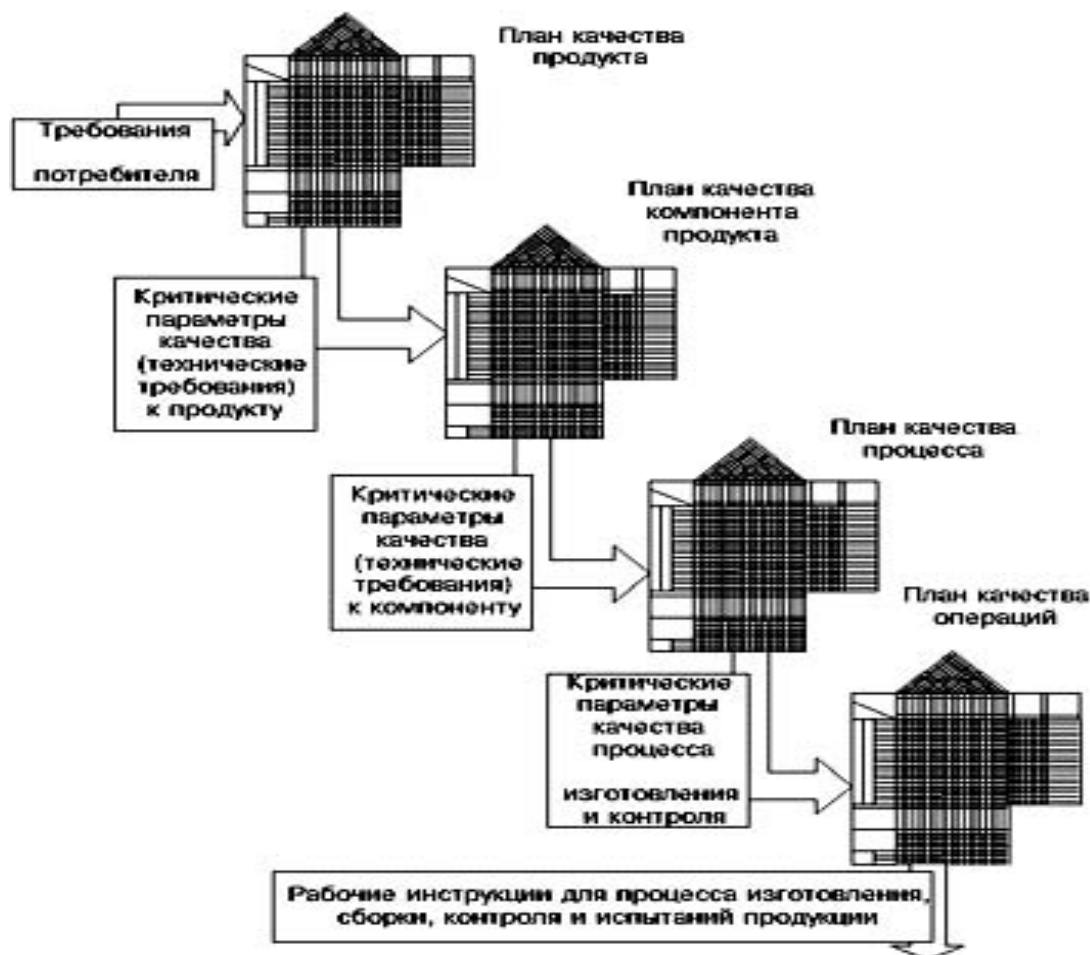 План качества
продукта
Требования
потребителя
План качества
компонента
продукта
Критические
параметры
качества
(технические
требования)
к продукту
План качества
процесса
Критические
параметры
качества
(технические
требования)
к компоненту
План качества
операций
Критические
параметры
качества
процесса
изготовления
и контроля
Рабочие инструкции для процесса изготовления,
сборки, контроля и испытаний продукции